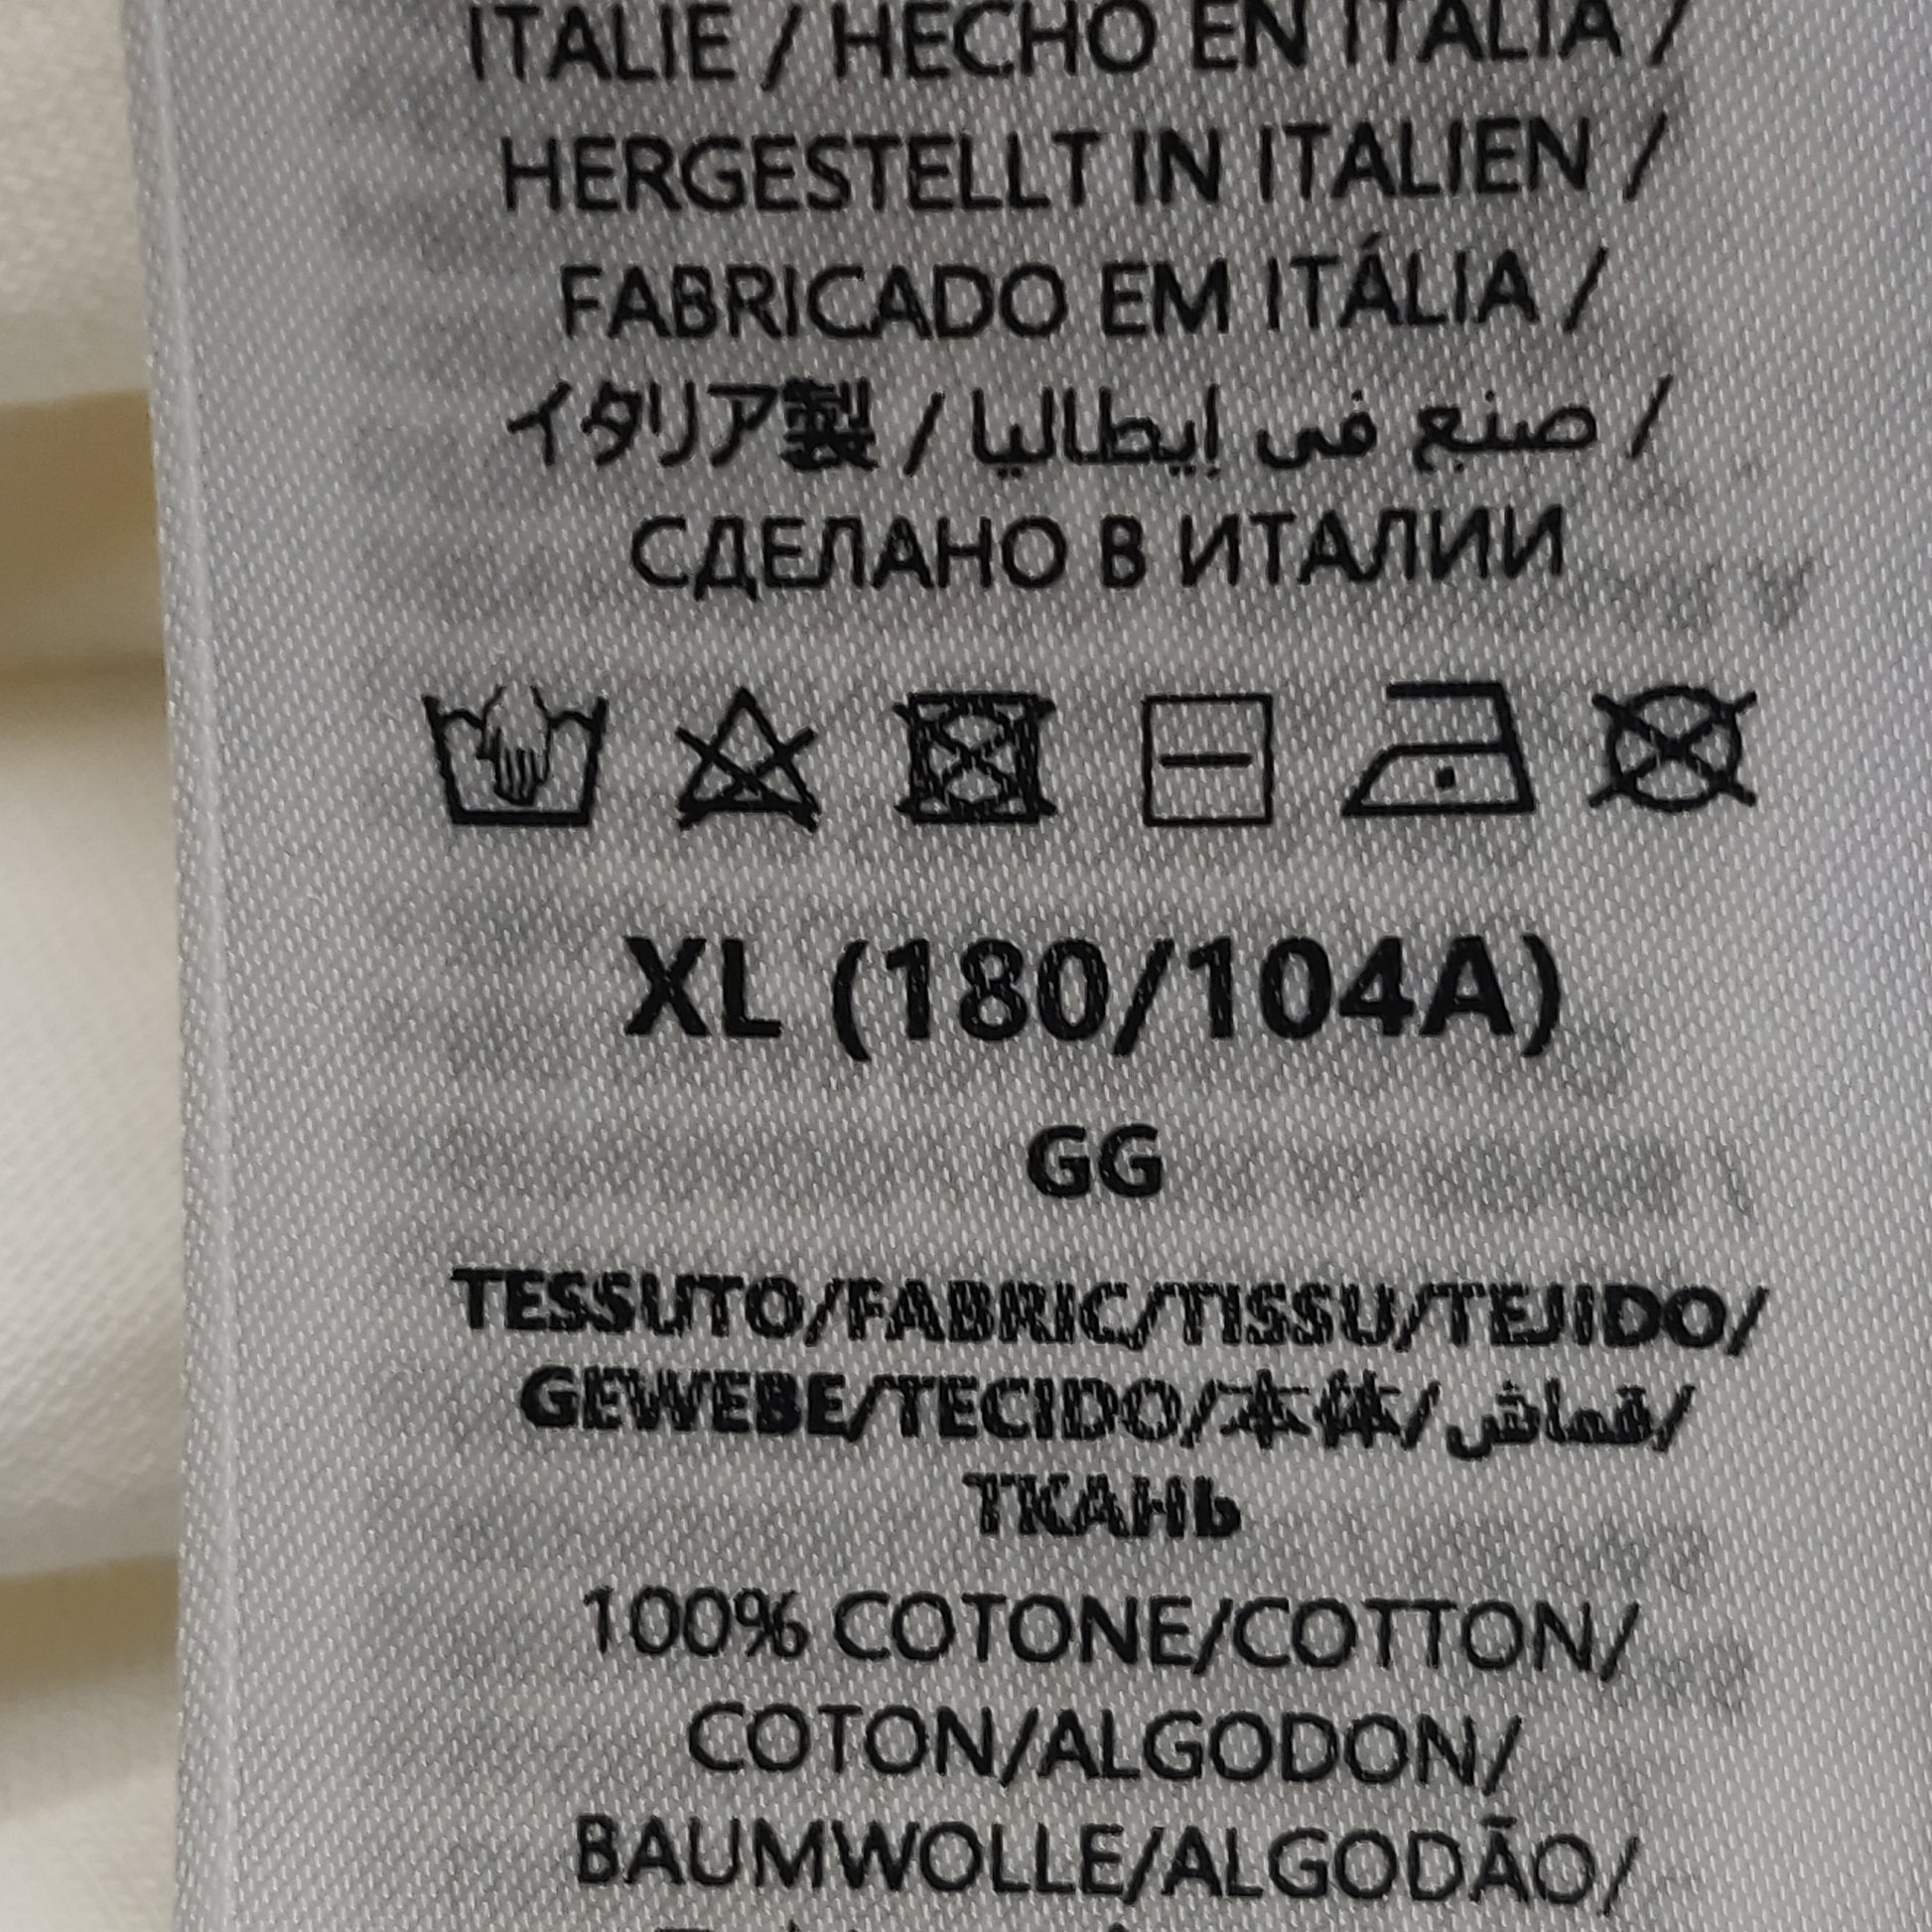 ITALIE / HECHO EN ITALIA /
HERGESTELLT IN ITALIEN /
FABRICADO EM ITÁLIA /
イタリア製 / صنع في إيطاليا /
СДЕЛАНО В ИТАЛИИ
XL (180/104A)
GG
TESSUTO/FABRIC/TISSU/TEJIDO/
GEWEBE/TECIDO/本体/قماش/
ТКАНЬ
100% COTONE/COTTON/
COTON/ALGODON/
BAUMWOLLE/ALGODÃO/